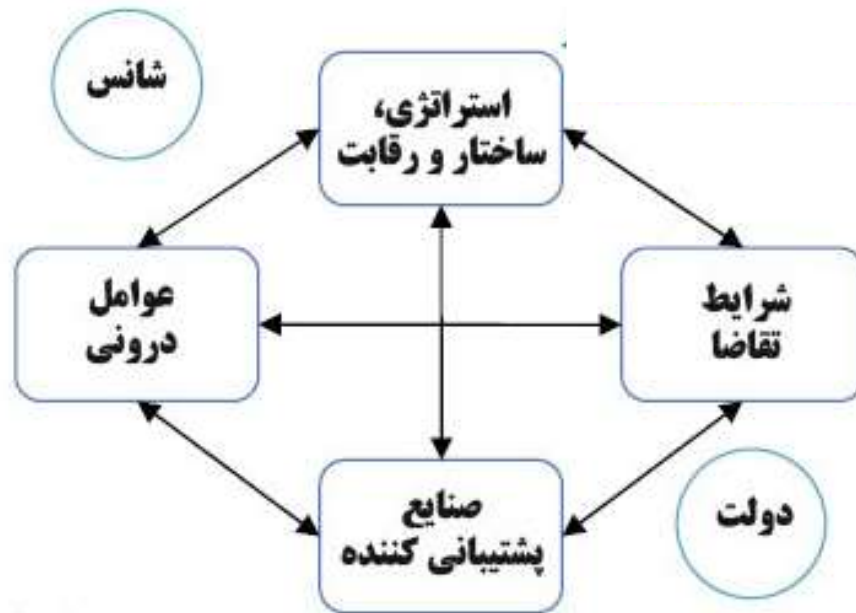 شانس
استراتژی،
ساختار و رقابت
شرایط
تقاضا
عوامل
درونی
صنایع
پشتیبانی کننده
دولت